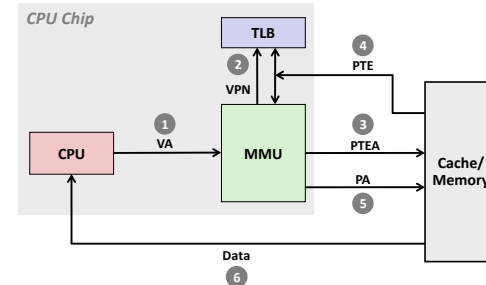 CPU Chip
TLB
4
PTE
2
VPN
1
VA
3
PTEA
CPU
MMU
Cache/
Memory
PA
5
Data
6